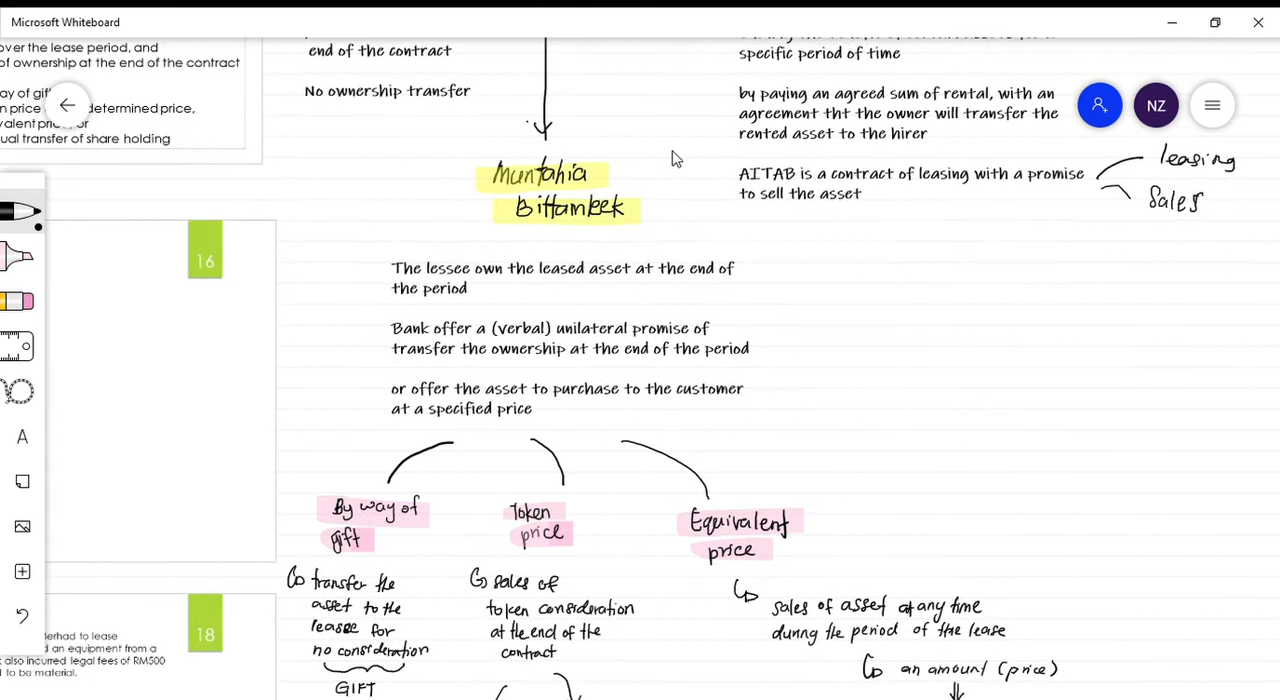 Microsoft Whiteboard
over the lease period, and
of ownership at the end of the contract
ay of gif
n price determined price,
valent pri or
ual transfer of share holding
end of the contract
No ownership transfer
specific period of time
by paying an agreed sum of rental, with an
agreement tht the owner will transfer the
rented asset to the hirer
AITAB is a contract of leasing with a promise
to sell the asset
leasing
Sales
NZ
Muntahia
Bittamleek
16
The lessee own the leased asset at the end of
the period
Bank offer a (verbal) unilateral promise of
transfer the ownership at the end of the period
or offer the asset to purchase to the customer
at a specified price
By way of
gift
Token
price
Equivalent
price
transfer the
asset to the
leasee for
no consideration
GIFT
sales of
token consideration
at the end of the
contract
sales of asset at any time
during the period of the lease
an amount (price)
18
erhad to lease
d an equipment from a
also incurred legal fees of RM500
d to be material.
A